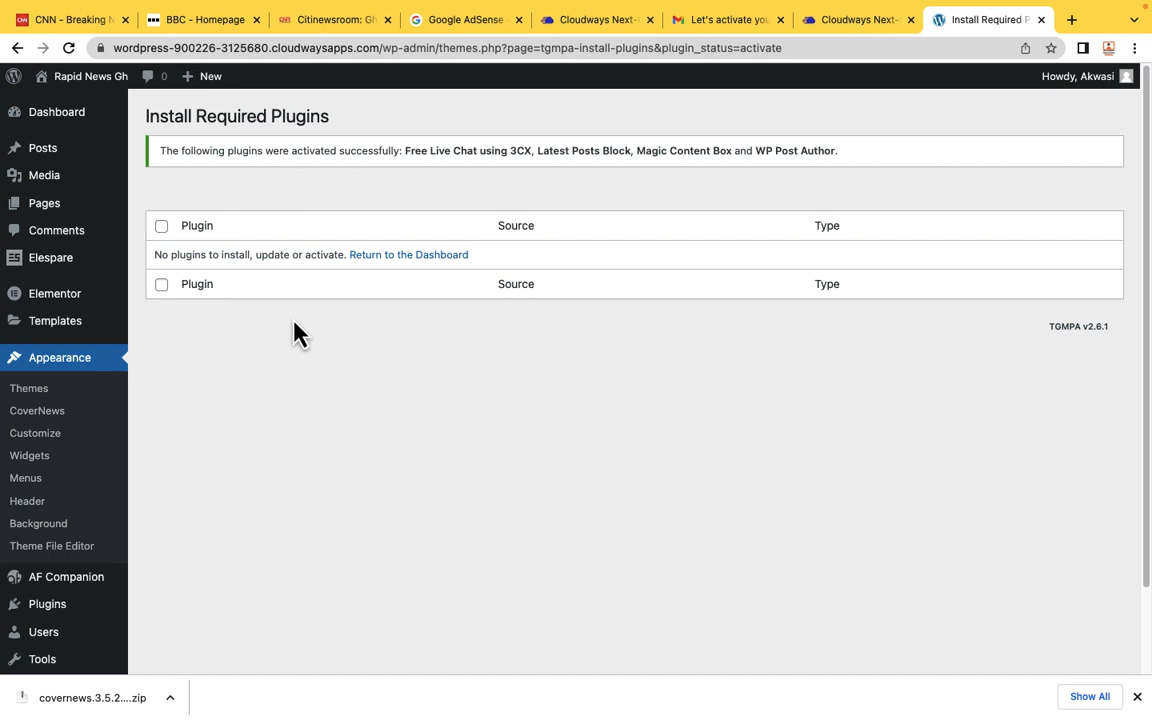 CNN - Breaking N
BBC - Homepage
Citinewsroom: Gh
Google AdSense
Cloudways Next-
Let's activate you
Cloudways Next-
Install Required P
wordpress-900226-3125680.cloudwaysapps.com/wp-admin/themes.php?page=tgmpa-install-plugins&plugin_status=activate
Rapid News Gh
0
New
Howdy, Akwasi
Dashboard
Posts
Media
Pages
Comments
Elespare
Elementor
Templates
Appearance
Themes
CoverNews
Customize
Widgets
Menus
Header
Background
Theme File Editor
AF Companion
Plugins
Users
Tools
Install Required Plugins
The following plugins were activated successfully: Free Live Chat using 3CX, Latest Posts Block, Magic Content Box and WP Post Author.
Plugin Source Type
No plugins to install, update or activate. Return to the Dashboard
Plugin Source Type
TGMPA v2.6.1
covernews.3.5.2....zip
Show All